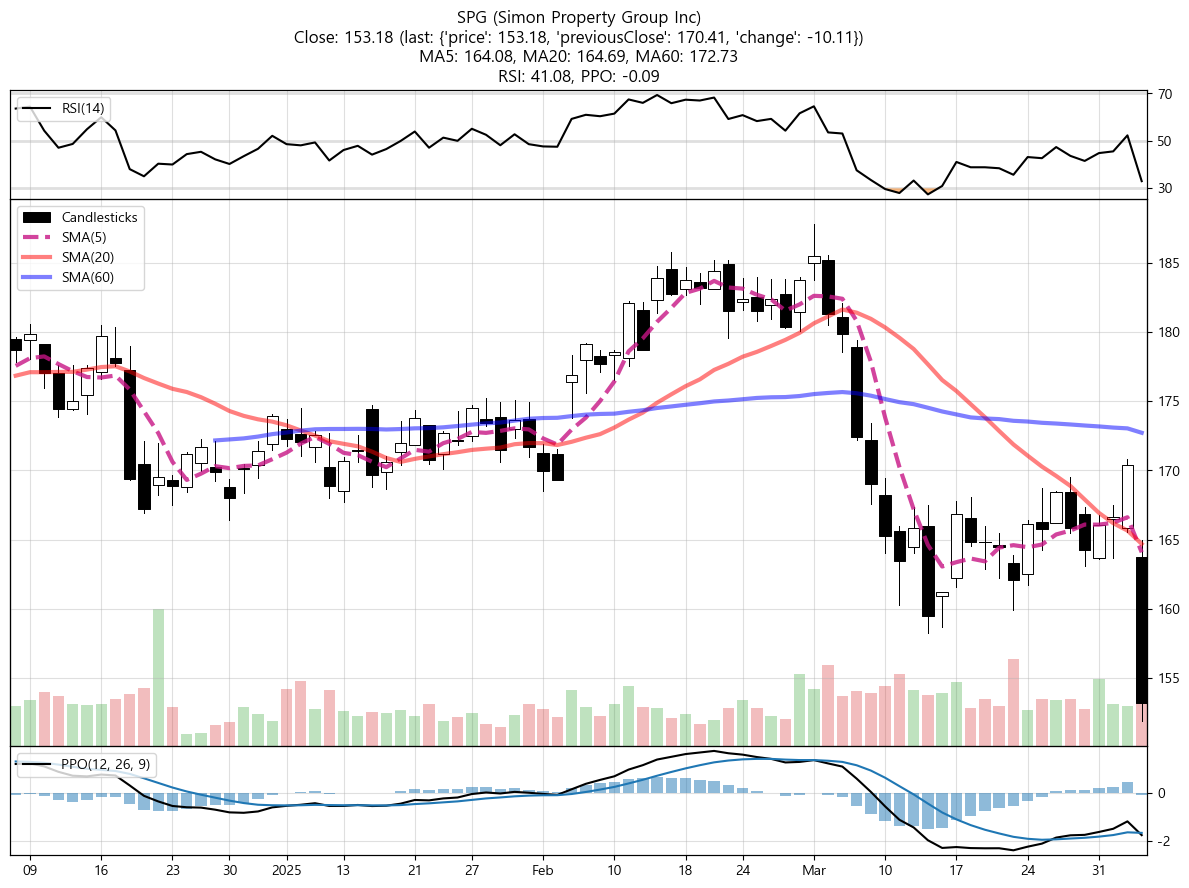 SPG (Simon Property Group Inc)
Close: 153.18 (last: {'price': 153.18, 'previousClose': 170.41, 'change': -10.11})
MA5: 164.08, MA20: 164.69, MA60: 172.73
RSI: 41.08, PPO: -0.09
RSI(14)
70
50
30
Candlesticks
SMA(5)
SMA(20)
SMA(60)
185
180
175
170
165
160
155
PPO(12, 26, 9)
0
-2
09 16 23 30 2025 13 21 27 Feb 10 18 24 Mar 10 17 24 31